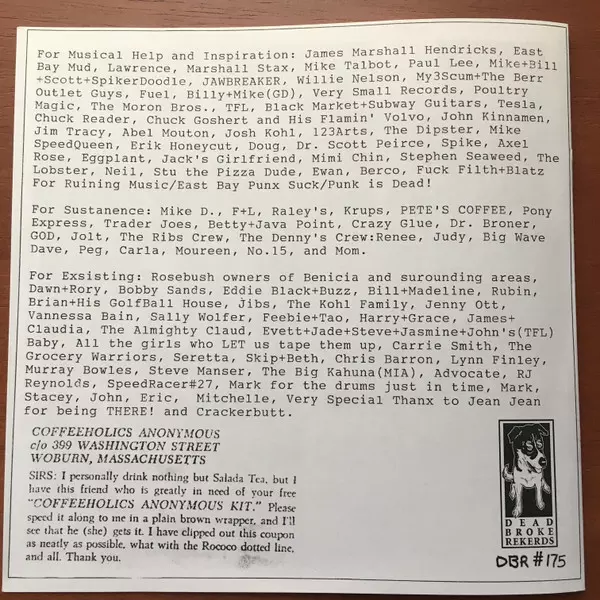 For Musical Help and Inspiration: James Marshall Hendricks, East
Bay Mud, Lawrence, Marshall Stax, Mike Talbot, Paul Lee, Mike+Bill
+Scott+SpikerDoodle, JAWBREAKER, Willie Nelson, My3Scum+The Berr
Outlet Guys, Fuel, Billy+Mike(GD), Very Small Records, Poultry
Magic, The Moron Bros., TFL, Black Market+Subway Guitars, Tesla,
Chuck Reader, Chuck Goshert and His Flamin' Volvo, John Kinnamen,
Jim Tracy, Abel Mouton, Josh Kohl, 123Arts, The Dipster, Mike
SpeedQueen, Erik Honeycut, Doug, Dr. Scott Peirce, Spike, Axel
Rose, Eggplant, Jack's Girlfriend, Mimi Chin, Stephen Seaweed, The
Lobster, Neil, Stu the Pizza Dude, Ewan, Berco, Fuck Filth+Blatz
For Ruining Music/East Bay Punx Suck/Punk is Dead!
For Sustanence: Mike D., F+L, Raley's, Krups, PETE'S COFFEE, Pony
Express, Trader Joes, Betty+Java Point, Crazy Glue, Dr. Broner,
GOD, Jolt, The Ribs Crew, The Denny's Crew:Renee, Judy, Big Wave
Dave, Peg, Carla, Moureen, No.15, and Mom.
For Exsisting: Rosebush owners of Benicia and surounding areas,
Dawn+Rory, Bobby Sands, Eddie Black+Buzz, Bill+Madeline, Rubin,
Brian+His GolfBall House, Jibs, The Kohl Family, Jenny Ott,
Vannessa Bain, Sally Wolfer, Feebie+Tao, Harry+Grace, James+
Claudia, The Almighty Claud, Evett+Jade+Steve+Jasmine+John's(TFL)
Baby, All the girls who LET us tape them up, Carrie Smith, The
Grocery Warriors, Seretta, Skip+Beth, Chris Barron, Lynn Finley,
Murray Bowles, Steve Manser, The Big Kahuna(MIA), Advocate, RJ
Reynolds, SpeedRacer#27, Mark for the drums just in time, Mark,
Stacey, John, Eric, Mitchelle, Very Special Thanx to Jean Jean
for being THERE! and Crackerbutt.
COFFEEHOLICS ANONYMOUS
c/o 399 WASHINGTON STREET
WOBURN, MASSACHUSETTS
SIRS: I personally drink nothing but Salada Tea, but I
have this friend who is greatly in need of your free
"COFFEEHOLICS ANONYMOUS KIT." Please
speed it along to me in a plain brown wrapper, and I'll
see that he (she) gets it. I have clipped out this coupon
as neatly as possible, what with the Rococo dotted line,
and all. Thank you.
DEAD
BROKE
REKERDS
DBR #175